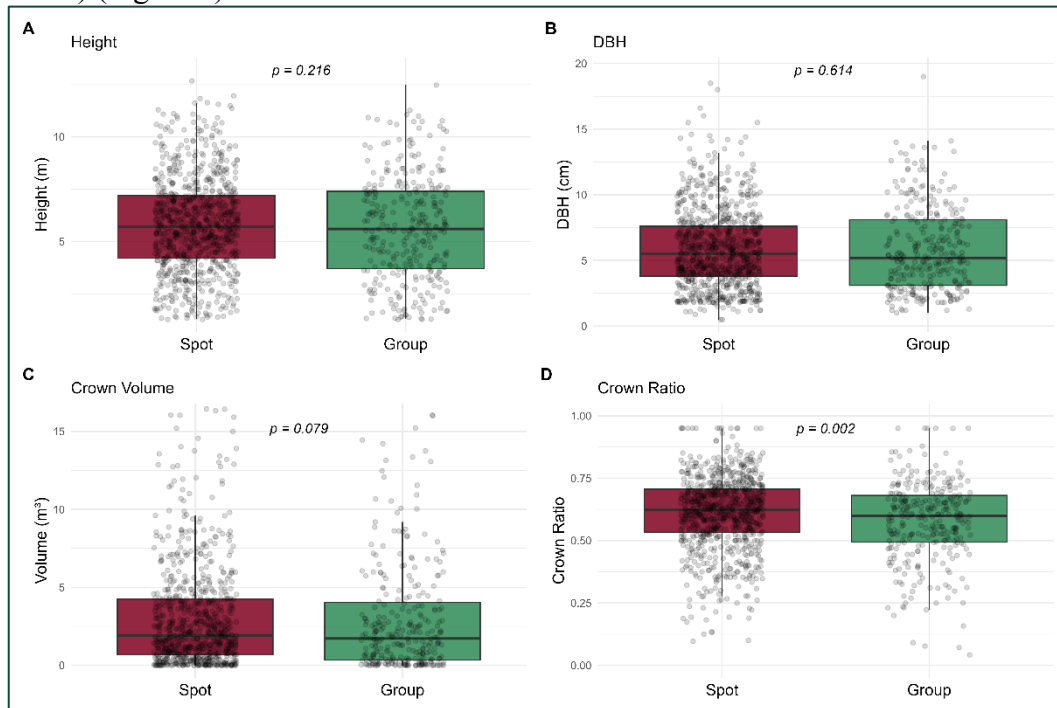 A
Height
p = 0.216
Height (m)
10
5
Spot
Group
B
DBH
p = 0.614
DBH (cm)
20
15
10
5
0
Spot
Group
C
Crown Volume
p = 0.079
Volume (m³)
15
10
5
0
Spot
Group
D
Crown Ratio
p = 0.002
Crown Ratio
1.00
0.75
0.50
0.25
0.00
Spot
Group